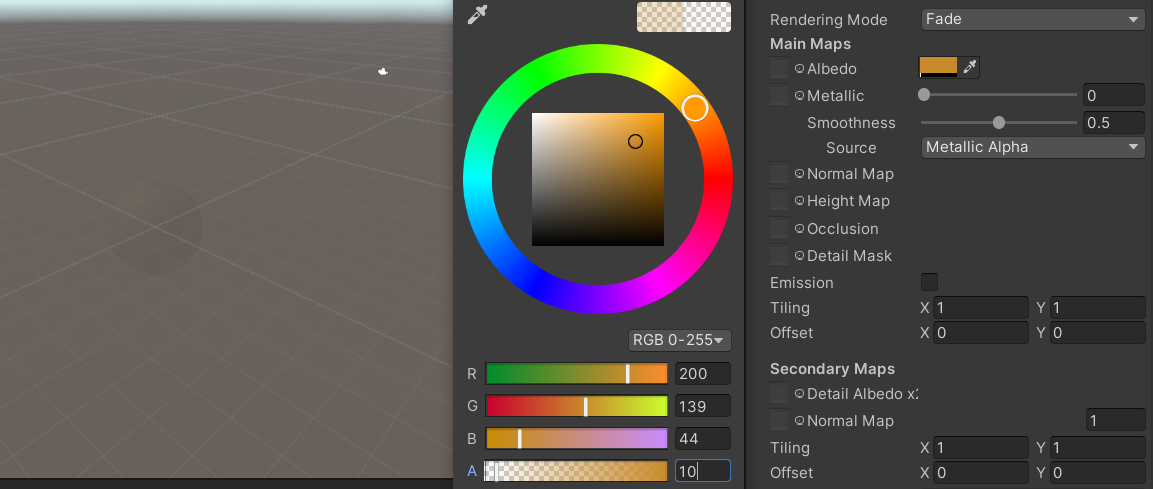 RGB 0-255
R 200
G 139
B 44
A 10
Rendering Mode Fade
Main Maps
Albedo
Metallic 0
Smoothness 0.5
Source Metallic Alpha
Normal Map
Height Map
Occlusion
Detail Mask
Emission
Tiling X 1 Y 1
Offset X 0 Y 0
Secondary Maps
Detail Albedo x2
Normal Map 1
Tiling X 1 Y 1
Offset X 0 Y 0